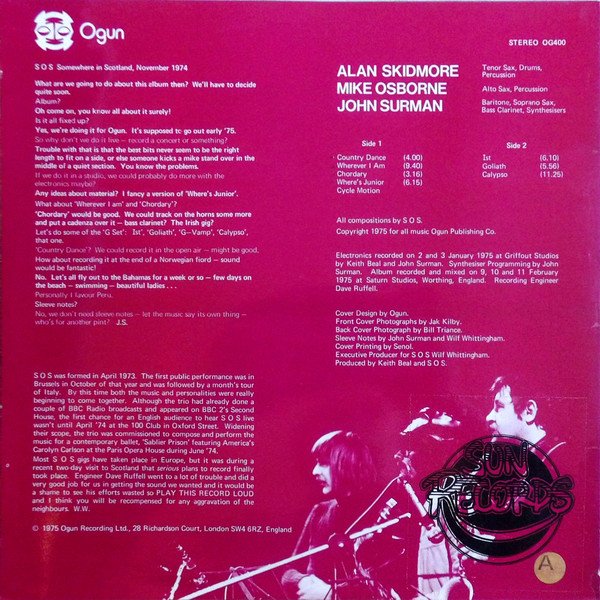 Ogun
STEREO OG400
S O S Somewhere in Scotland, November 1974
What are we going to do about this album then? We'll have to decide
quite soon.
Album?
Oh come on, you know all about it surely!
Is it all fixed up?
Yes, we're doing it for Ogun. It's supposed to go out early '75.
So why don't we do it live – record a concert or something?
Trouble with that is that the best bits never seem to be the right
length to fit on a side, or else someone kicks a mike stand over in the
middle of a quiet section. You know the problems.
If we do it in a studio, we could probably do more with the
electronics maybe?
Any ideas about material? I fancy a version of 'Where's Junior'.
What about 'Wherever I am' and 'Chordary'?
'Chordary' would be good. We could track on the horns some more
and put a cadenza over it – bass clarinet? The Irish gig?
Let's do some of the 'G Set': Ist', 'Goliath', 'G–Vamp', 'Calypso',
that one.
'Country Dance'? We could record it in the open air – might be good.
How about recording it at the end of a Norwegian fiord – sound
would be fantastic!
No. Let's all fly out to the Bahamas for a week or so – few days on
the beach – swimming – beautiful ladies . . .
Personally I favour Peru.
Sleeve notes?
No, we don't need sleeve notes – let the music say its own thing –
who's for another pint? J.S.
S O S was formed in April 1973. The first public performance was in
Brussels in October of that year and was followed by a month's tour
of Italy. By this time both the music and personalities were really
beginning to come together. Although the trio had already done a
couple of BBC Radio broadcasts and appeared on BBC 2's Second
House, the first chance for an English audience to hear S O S live
wasn't until April '74 at the 100 Club in Oxford Street. Widening
their scope, the trio was commissioned to compose and perform the
music for a contemporary ballet, 'Sablier Prison' featuring America's
Carolyn Carlson at the Paris Opera House during June '74.
Most S O S gigs have taken place in Europe, but it was during a
recent two-day visit to Scotland that serious plans to record finally
took place. Engineer Dave Ruffell went to a lot of trouble and did a
very good job for us in getting the sound we wanted and it would be
a shame to see his efforts wasted so PLAY THIS RECORD LOUD
and I think you will be recompensed for any aggravation of the
neighbours. W.W.
© 1975 Ogun Recording Ltd., 28 Richardson Court, London SW4 6RZ, England
ALAN SKIDMORE
MIKE OSBORNE
JOHN SURMAN
Tenor Sax, Drums,
Percussion
Alto Sax, Percussion
Baritone, Soprano Sax,
Bass Clarinet, Synthesisers
Side 1
Country Dance (4.00)
Wherever I Am (9.40)
Chordary (3.16)
Where's Junior (6.15)
Cycle Motion
Side 2
Ist (6.10)
Goliath (5.56)
Calypso (11.25)
All compositions by S O S.
Copyright 1975 for all music Ogun Publishing Co.
Electronics recorded on 2 and 3 January 1975 at Griffout Studios
by Keith Beal and John Surman. Synthesiser Programming by John
Surman. Album recorded and mixed on 9, 10 and 11 February
1975 at Saturn Studios, Worthing, England. Recording Engineer
Dave Ruffell.
Cover Design by Ogun.
Front Cover Photographs by Jak Kilby.
Back Cover Photograph by Bill Triance.
Sleeve Notes by John Surman and Wilf Whittingham.
Cover Printing by Senol.
Executive Producer for S O S Wilf Whittingham.
Produced by Keith Beal and S O S.
SUN
RECORDS
A